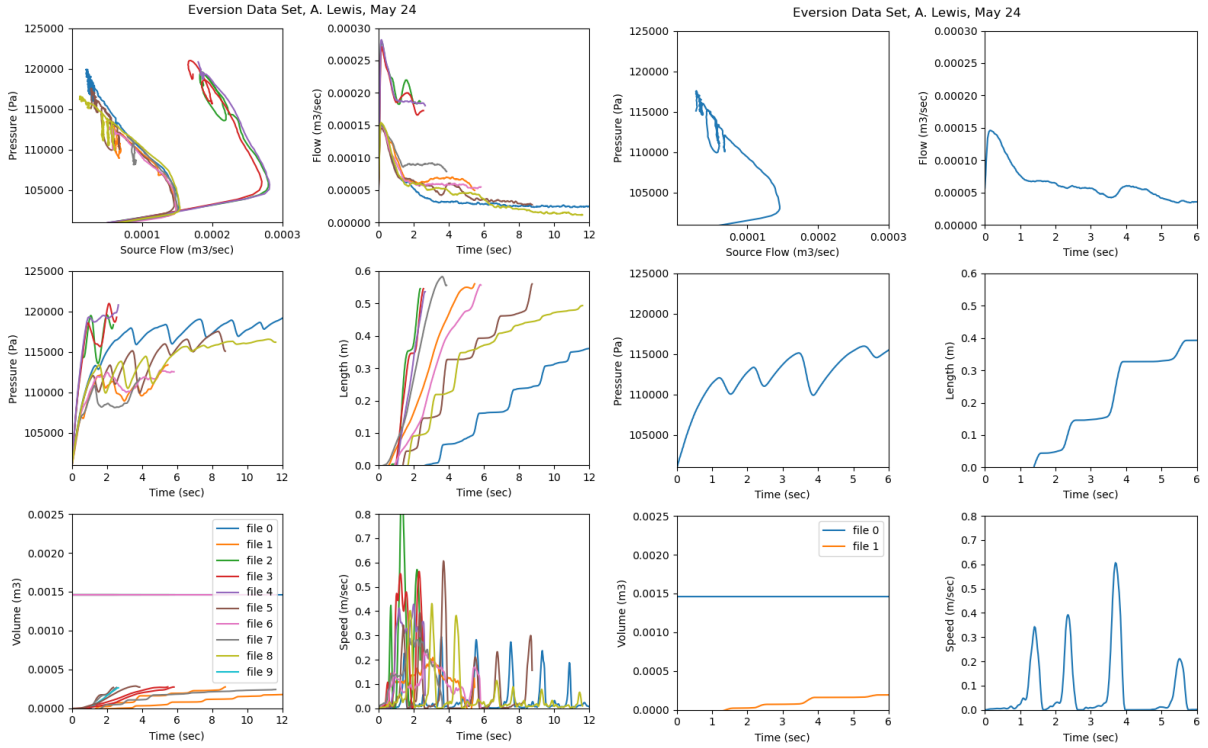 Eversion Data Set, A. Lewis, May 24
125000
120000
115000
110000
105000
Pressure (Pa)
0.0001
0.0002
0.0003
Source Flow (m3/sec)
0.00030
0.00025
0.00020
0.00015
0.00010
0.00005
0.00000
Flow (m3/sec)
0 2 4 6 8 10 12
Time (sec)
125000
120000
115000
110000
105000
Pressure (Pa)
0 2 4 6 8 10 12
Time (sec)
0.6
0.5
0.4
0.3
0.2
0.1
0.0
Length (m)
0 2 4 6 8 10 12
Time (sec)
0.0025
0.0020
0.0015
0.0010
0.0005
0.0000
Volume (m3)
file 0
file 1
file 2
file 3
file 4
file 5
file 6
file 7
file 8
file 9
0 2 4 6 8 10 12
Time (sec)
0.8
0.7
0.6
0.5
0.4
0.3
0.2
0.1
0.0
Speed (m/sec)
0 2 4 6 8 10 12
Time (sec)
Eversion Data Set, A. Lewis, May 24
125000
120000
115000
110000
105000
Pressure (Pa)
0.0001
0.0002
0.0003
Source Flow (m3/sec)
0.00030
0.00025
0.00020
0.00015
0.00010
0.00005
0.00000
Flow (m3/sec)
0 1 2 3 4 5 6
Time (sec)
125000
120000
115000
110000
105000
Pressure (Pa)
0 1 2 3 4 5 6
Time (sec)
0.6
0.5
0.4
0.3
0.2
0.1
0.0
Length (m)
0 1 2 3 4 5 6
Time (sec)
0.0025
0.0020
0.0015
0.0010
0.0005
0.0000
Volume (m3)
file 0
file 1
0 1 2 3 4 5 6
Time (sec)
0.8
0.7
0.6
0.5
0.4
0.3
0.2
0.1
0.0
Speed (m/sec)
0 1 2 3 4 5 6
Time (sec)